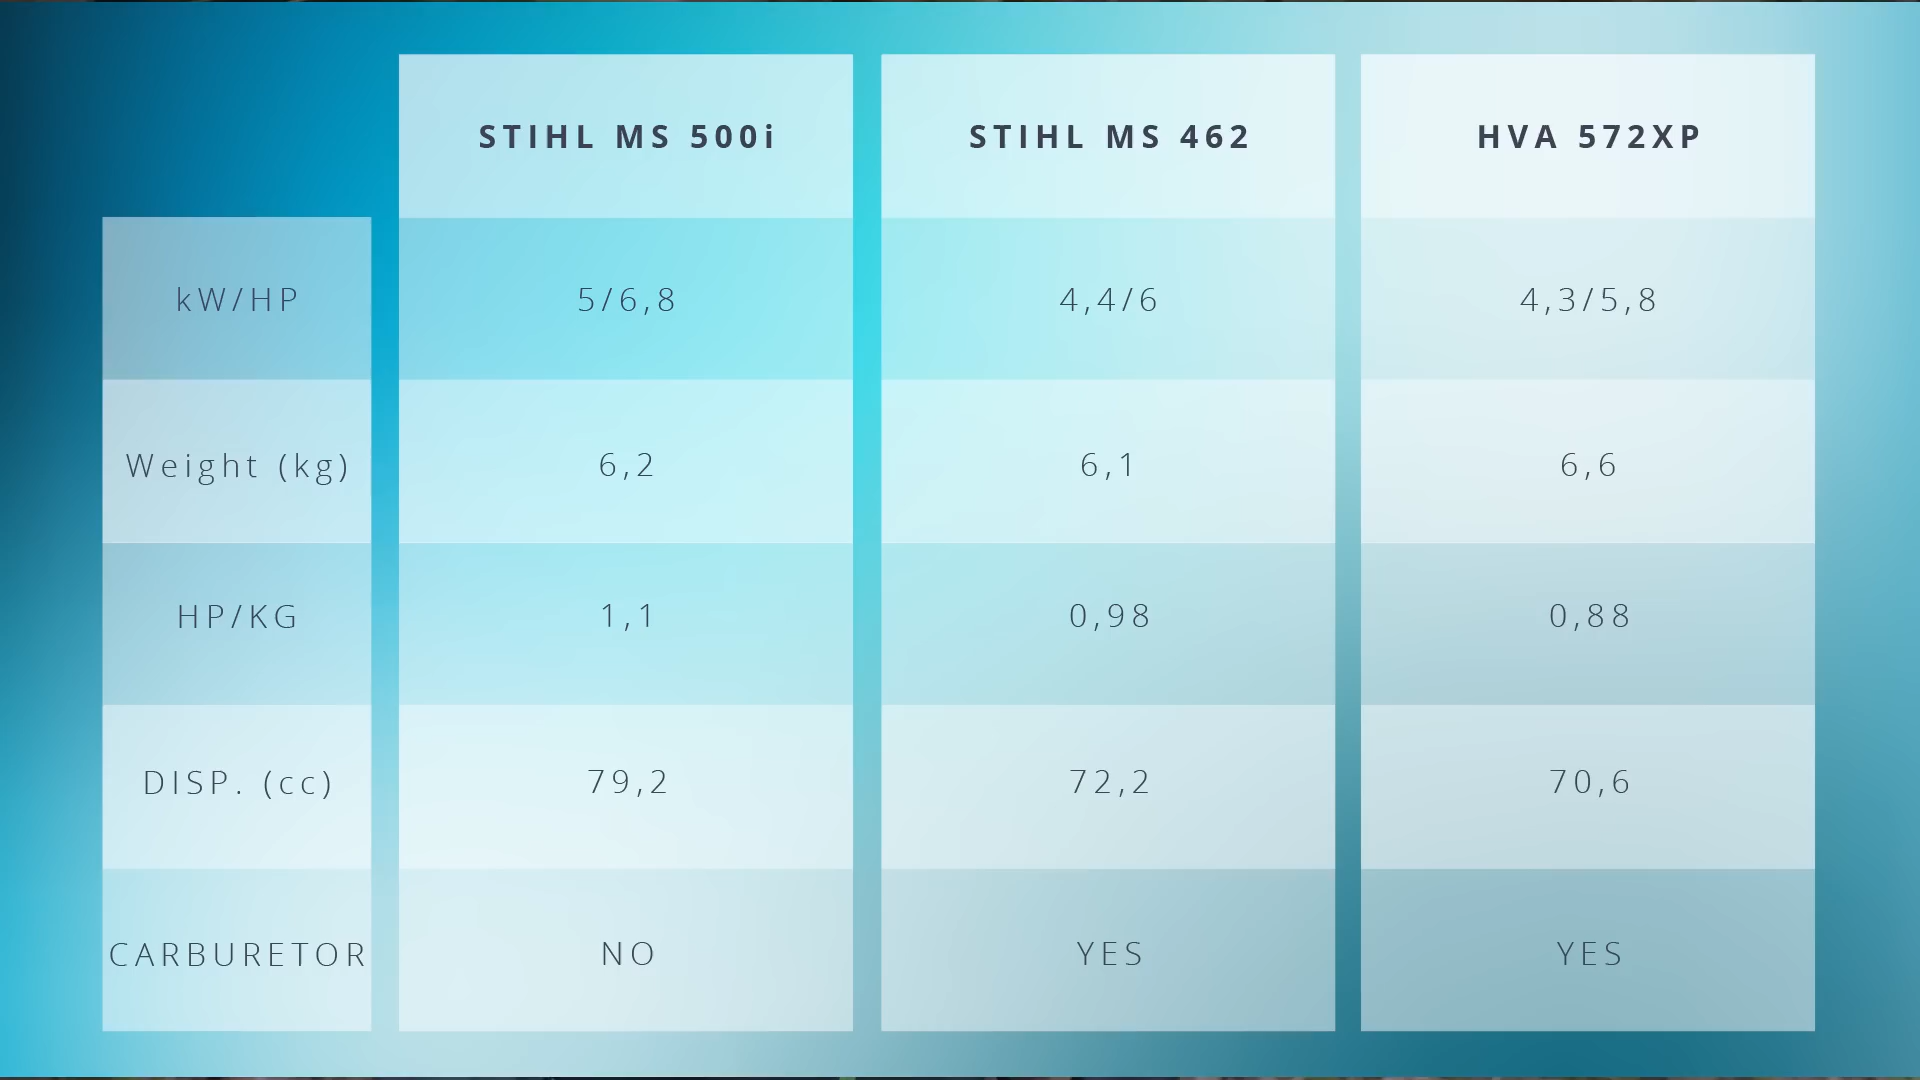 STIHL MS 500i STIHL MS 462 HVA 572XP
kW/HP 5/6,8 4,4/6 4,3/5,8
Weight (kg) 6,2 6,1 6,6
HP/KG 1,1 0,98 0,88
DISP. (cc) 79,2 72,2 70,6
CARBURETOR NO YES YES